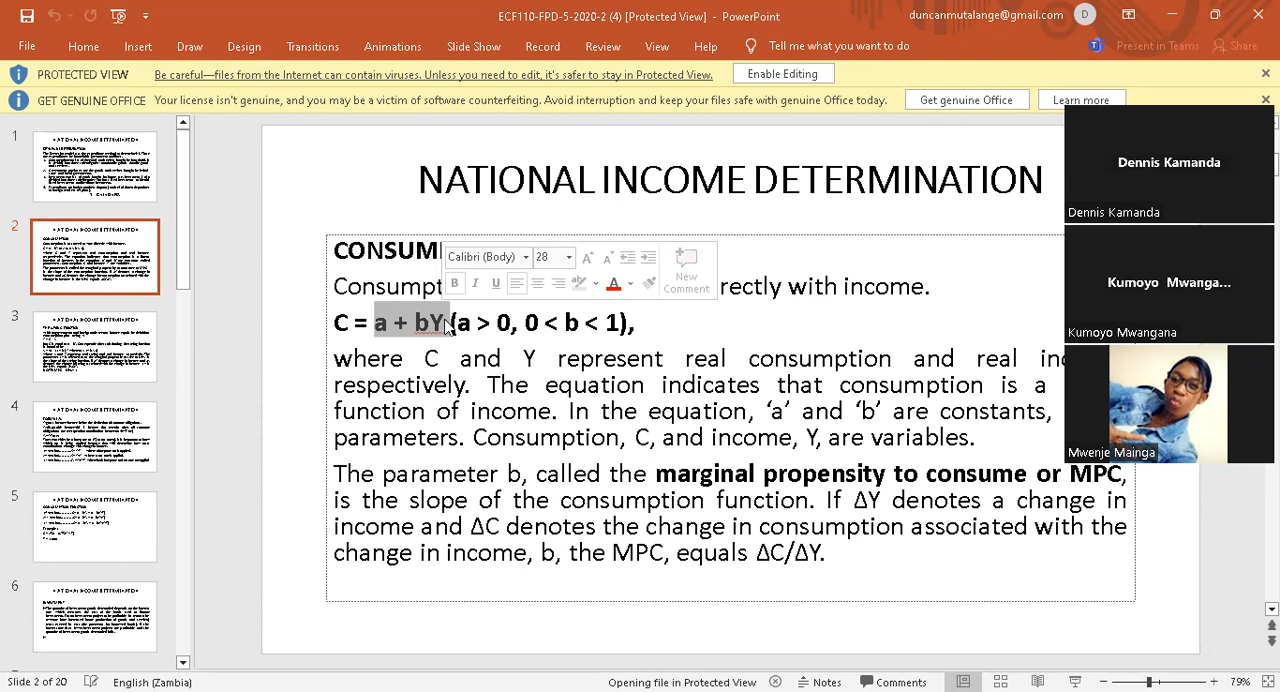 ECF110-FPD-5-2020-2 (4) [Protected View] - PowerPoint
duncanmutalange@gmail.com
D
File Home Insert Draw Design Transitions Animations Slide Show Record Review View Help Tell me what you want to do Present in Teams Share
PROTECTED VIEW Be careful—files from the Internet can contain viruses. Unless you need to edit, it's safer to stay in Protected View. Enable Editing
GET GENUINE OFFICE Your license isn't genuine, and you may be a victim of software counterfeiting. Avoid interruption and keep your files safe with genuine Office today. Get genuine Office Learn more
1
2
3
4
5
6
NATIONAL INCOME DETERMINATION
CONSUM
Calibri (Body) 28
B I U A New
Comment
Consumpt rectly with income.
C = a + bY (a > 0, 0 < b < 1),
where C and Y represent real consumption and real in
respectively. The equation indicates that consumption is a
function of income. In the equation, ‘a’ and ‘b’ are constants,
parameters. Consumption, C, and income, Y, are variables.
The parameter b, called the marginal propensity to consume or MPC,
is the slope of the consumption function. If ΔY denotes a change in
income and ΔC denotes the change in consumption associated with the
change in income, b, the MPC, equals ΔC/ΔY.
Dennis Kamanda
Dennis Kamanda
Kumoyo Mwanga...
Kumoyo Mwangana
Mwenje Mainga
Slide 2 of 20 English (Zambia) Opening file in Protected View Notes Comments 79%